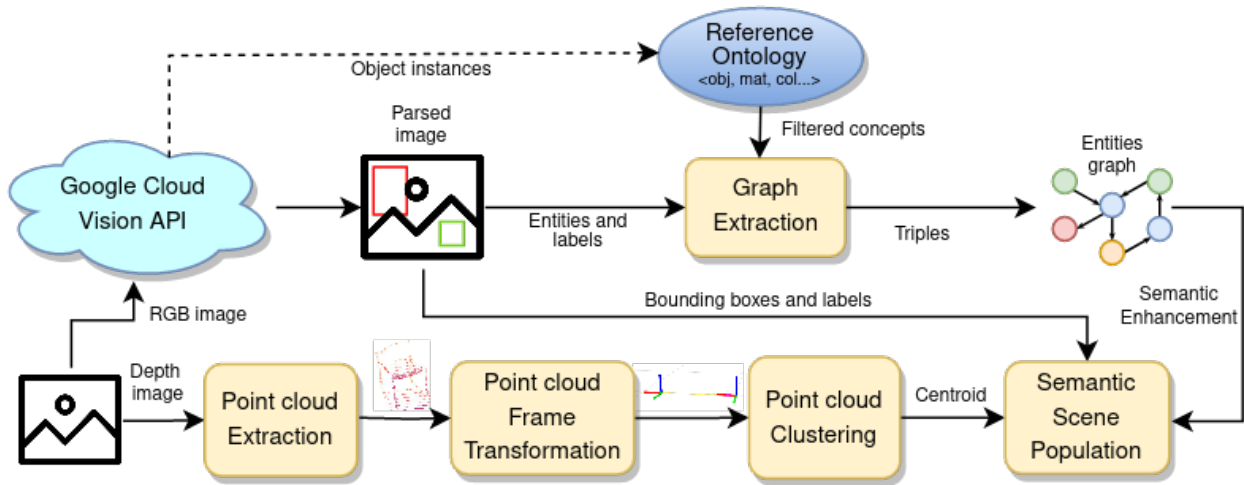 Reference
Ontology
<obj, mat, col...>
Object instances
Parsed
image
Filtered concepts
Entities
graph
Google Cloud
Vision API
Graph
Extraction
Entities and
labels
Triples
RGB image
Bounding boxes and labels
Semantic
Enhancement
Depth
image
Point cloud
Extraction
Point cloud
Frame
Transformation
Point cloud
Clustering
Centroid
Semantic
Scene
Population